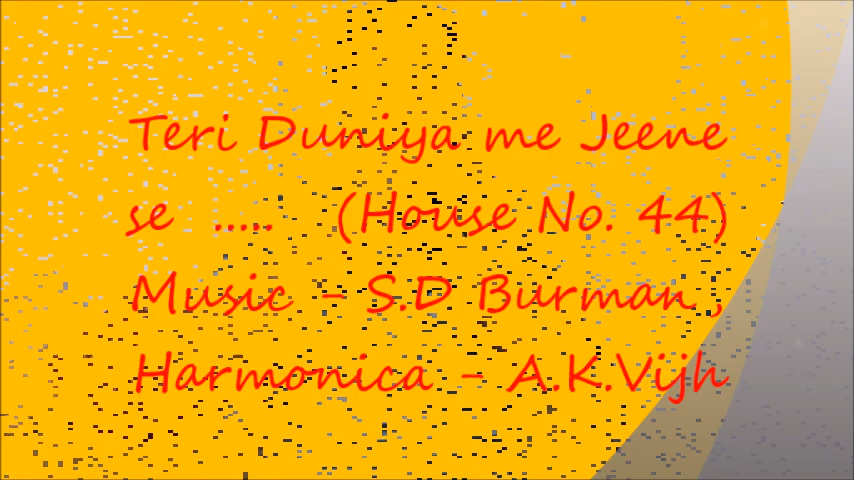 Teri Duniya me Jeene
se ..... (House No. 44)
Music - S.D Burman ,
Harmonica - A.K.Vijh